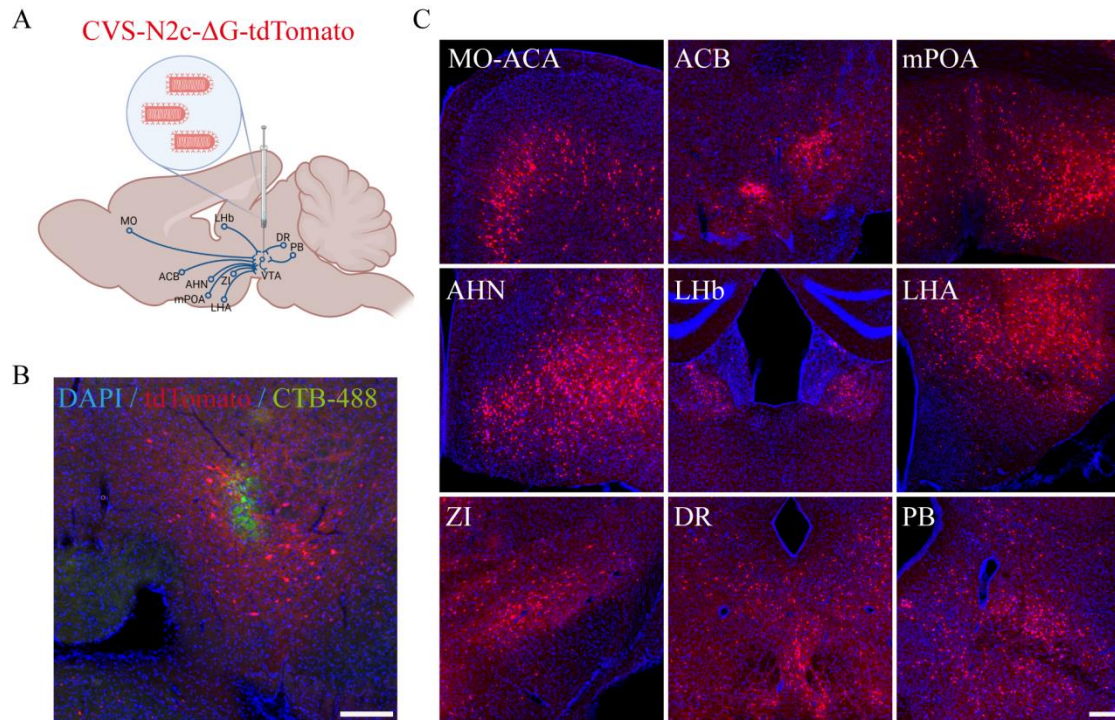 A
CVS-N2c-ΔG-tdTomato
MO
LHb
DR
PB
ACB
AHN
ZI
VTA
mPOA
LHA
B
DAPI / tdTomato / CTB-488
C
MO-ACA
ACB
mPOA
AHN
LHb
LHA
ZI
DR
PB